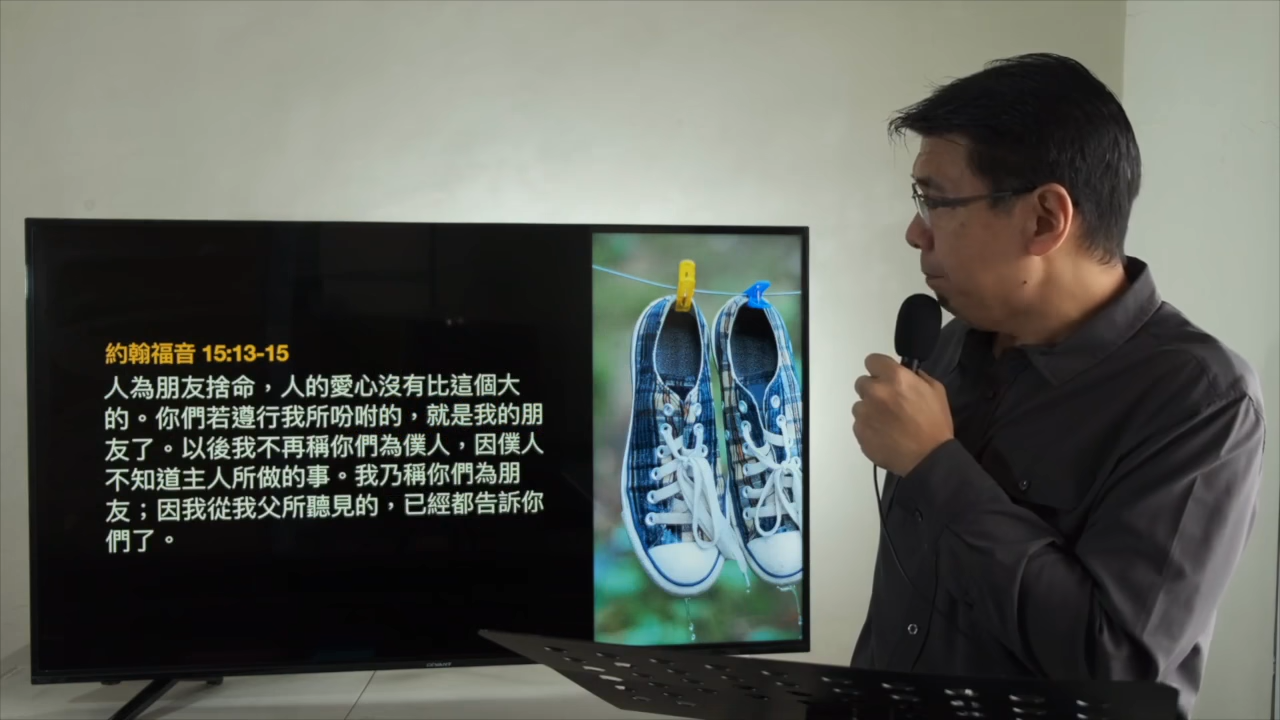 約翰福音 15:13-15
人為朋友捨命，人的愛心沒有比這個大
的。你們若遵行我所吩咐的，就是我的朋
友了。以後我不再稱你們為僕人，因僕人
不知道主人所做的事。我乃稱你們為朋
友；因我從我父所聽見的，已經都告訴你
們了。